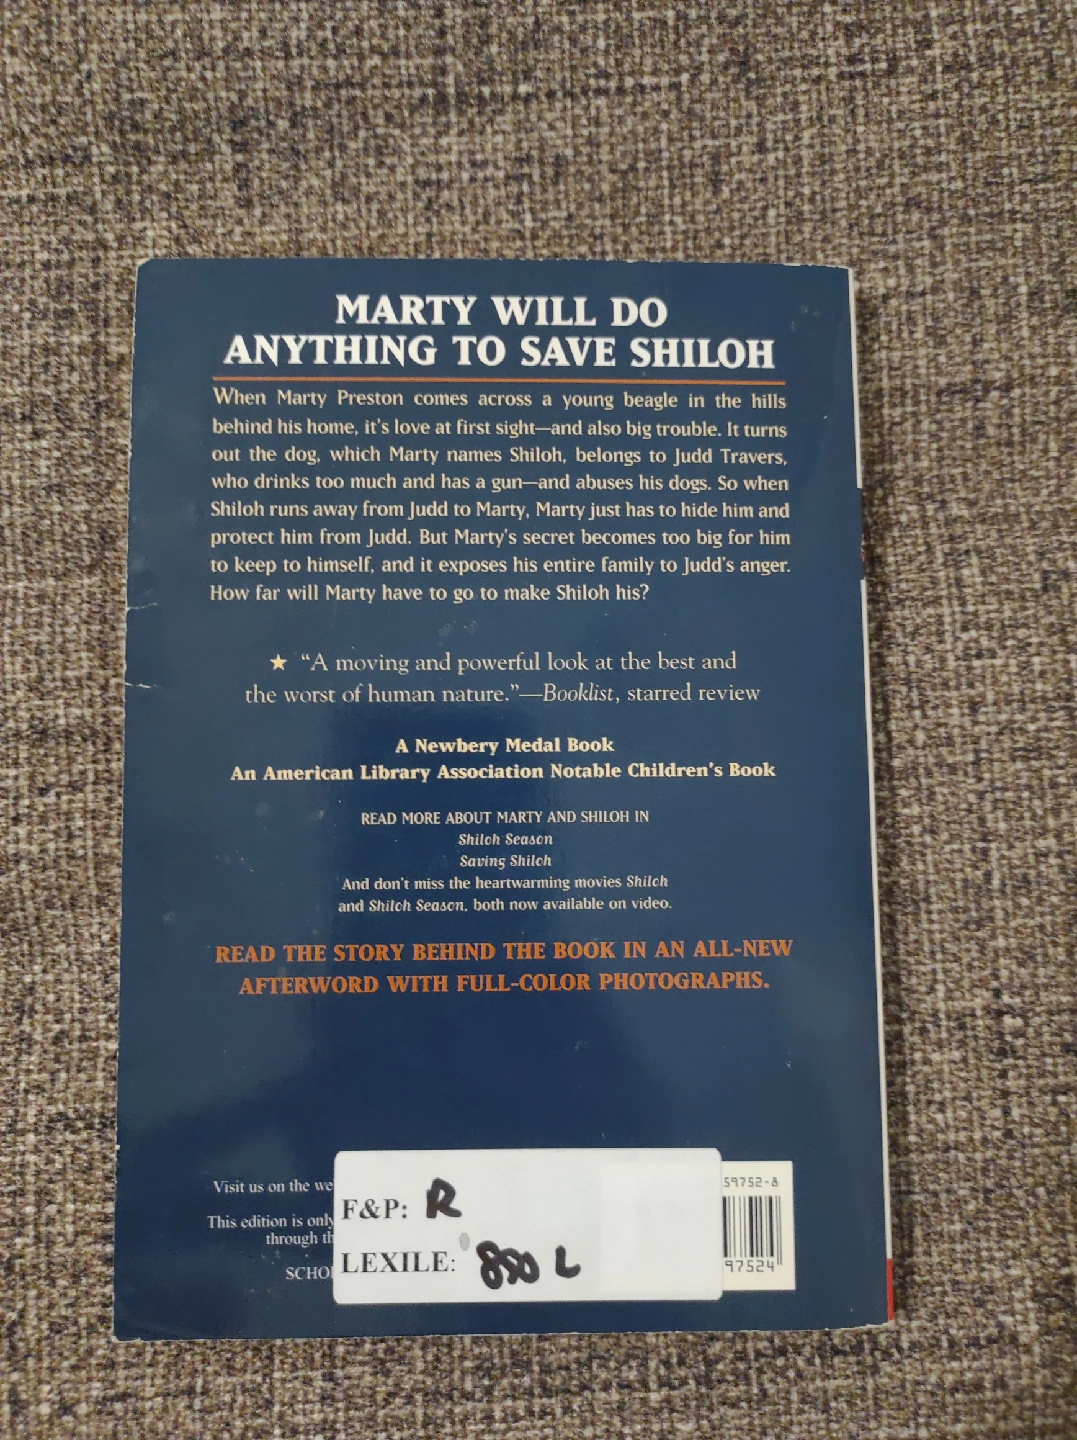 MARTY WILL DO
ANYTHING TO SAVE SHILOH
When Marty Preston comes across a young beagle in the hills
behind his home, it's love at first sight—and also big trouble. It turns
out the dog, which Marty names Shiloh, belongs to Judd Travers,
who drinks too much and has a gun—and abuses his dogs. So when
Shiloh runs away from Judd to Marty, Marty just has to hide him and
protect him from Judd. But Marty's secret becomes too big for him
to keep to himself, and it exposes his entire family to Judd's anger.
How far will Marty have to go to make Shiloh his?
★ “A moving and powerful look at the best and
the worst of human nature.”—Booklist, starred review
A Newbery Medal Book
An American Library Association Notable Children's Book
READ MORE ABOUT MARTY AND SHILOH IN
Shiloh Season
Saving Shiloh
And don't miss the heartwarming movies Shiloh
and Shiloh Season, both now available on video.
READ THE STORY BEHIND THE BOOK IN AN ALL-NEW
AFTERWORD WITH FULL-COLOR PHOTOGRAPHS.
Visit us on the we
This edition is only
through th
SCHO
F&P: R
LEXILE: L
59752-8
97524